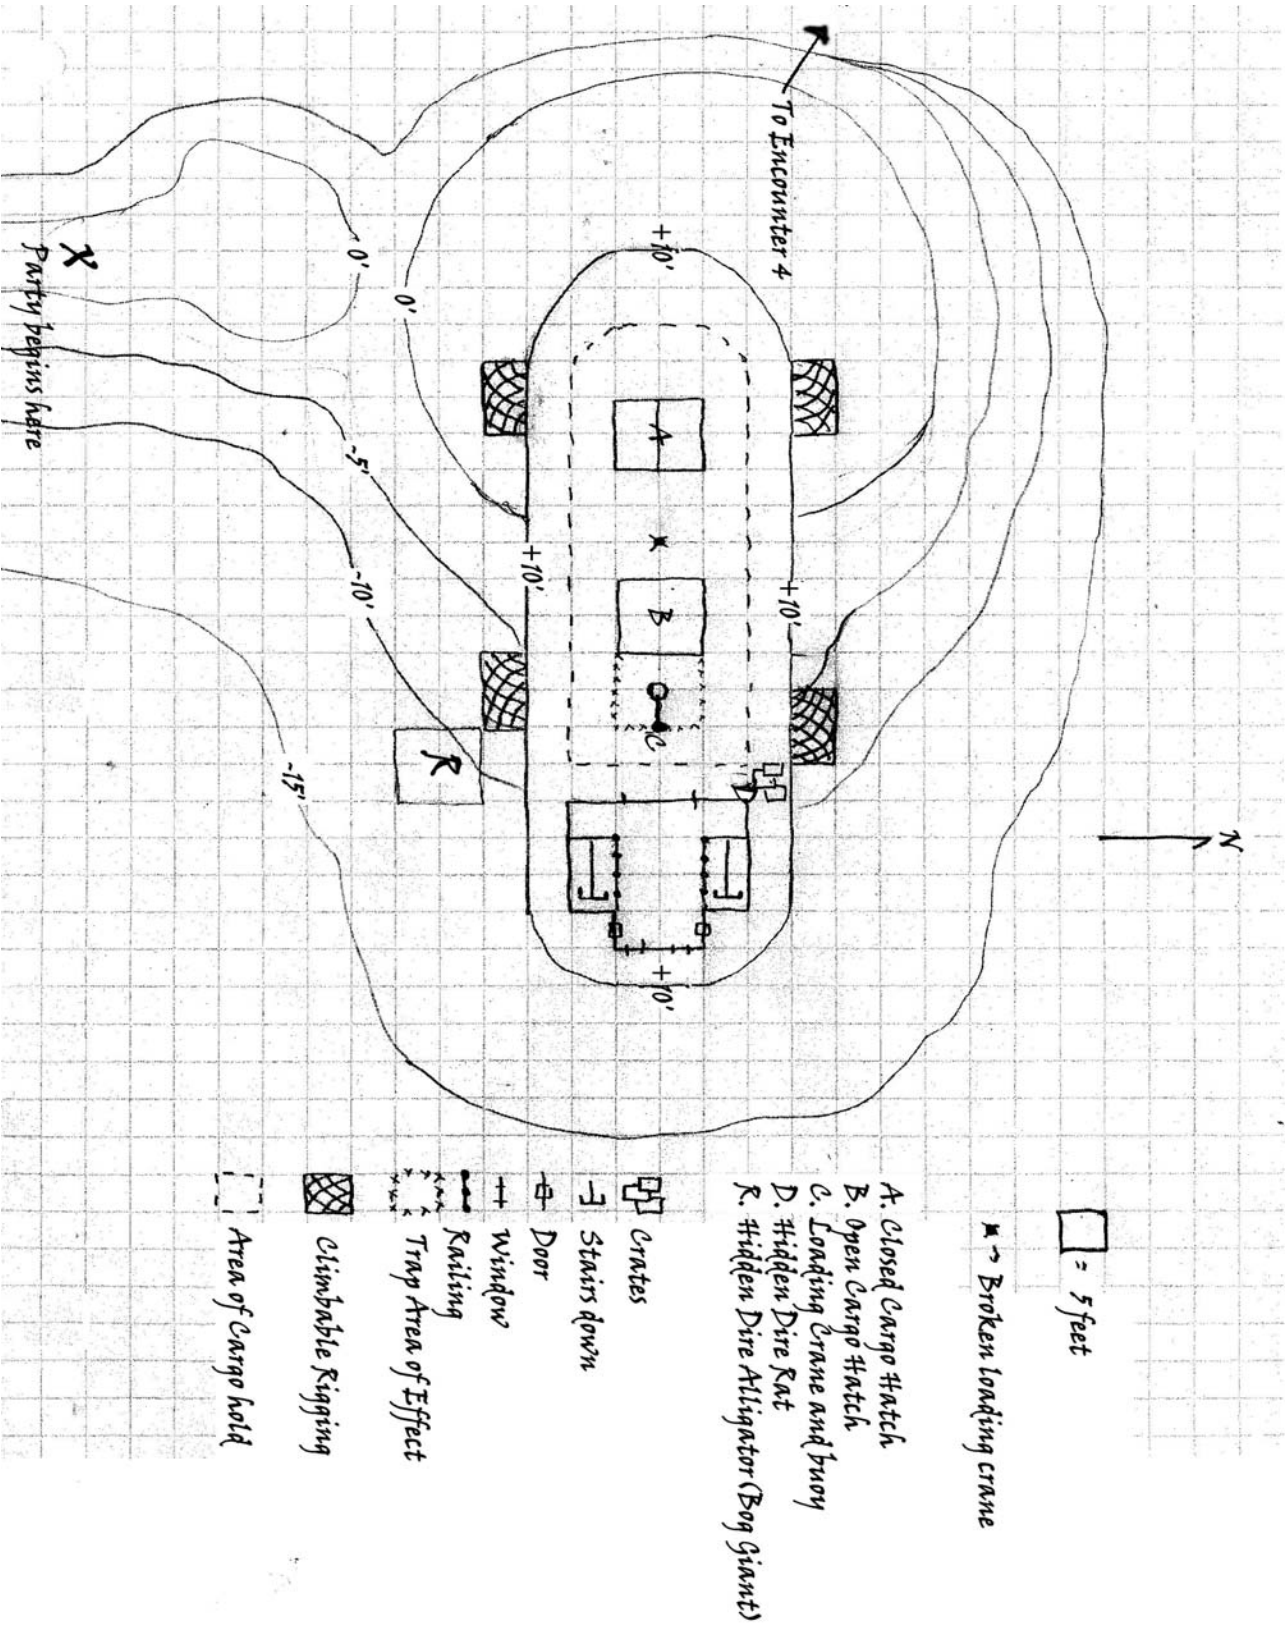 N
To Encounter 4
+10'
+10'
+10'
+10'
A
B
C
D
R
0'
0'
-5'
-10'
-15'
X
Party begins here
□ = 5 feet
* → Broken loading crane
A. Closed Cargo Hatch
B. Open Cargo Hatch
C. Loading Crane and buoy
D. Hidden Dire Rat
R. Hidden Dire Alligator (Bog Giant)
Crates
Stairs down
Door
Window
Railing
Trap Area of Effect
Climbable Rigging
Area of Cargo hold